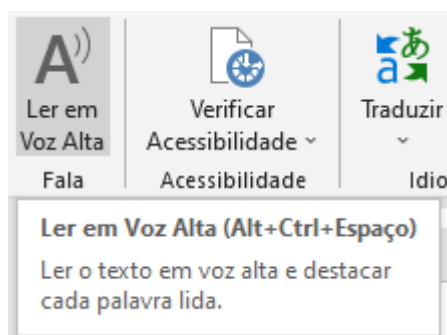 Ler em
Voz Alta
Verificar
Acessibilidade
Traduzir
Fala
Acessibilidade
Idio
Ler em Voz Alta (Alt+Ctrl+Espaço)
Ler o texto em voz alta e destacar
cada palavra lida.